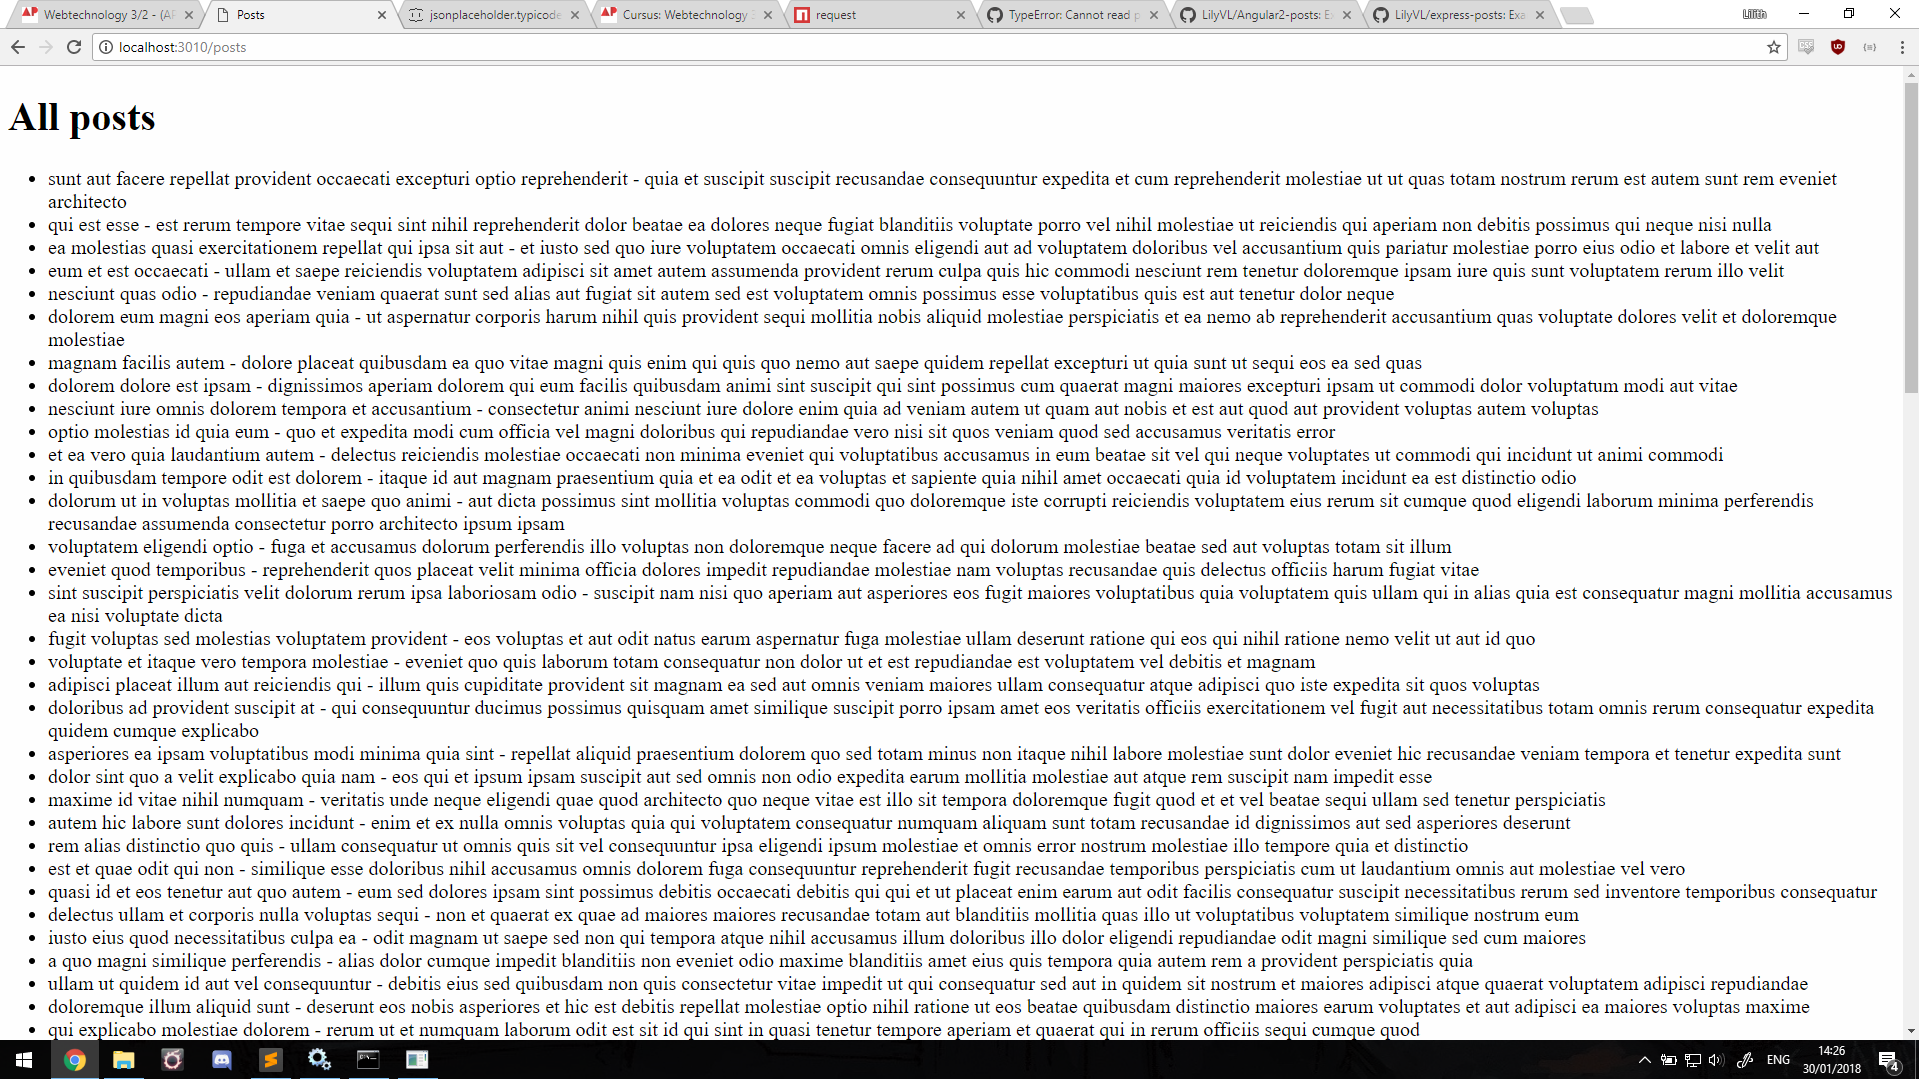 Webtechnology 3/2 - (AP
Posts
jsonplaceholder.typicode
Cursus: Webtechnology 3
request
TypeError: Cannot read p
LilyVL/Angular2-posts: Ex
LilyVL/express-posts: Exa
Lilith
localhost:3010/posts
All posts
• sunt aut facere repellat provident occaecati excepturi optio reprehenderit - quia et suscipit suscipit recusandae consequuntur expedita et cum reprehenderit molestiae ut ut quas totam nostrum rerum est autem sunt rem eveniet
architecto
• qui est esse - est rerum tempore vitae sequi sint nihil reprehenderit dolor beatae ea dolores neque fugiat blanditiis voluptate porro vel nihil molestiae ut reiciendis qui aperiam non debitis possimus qui neque nisi nulla
• ea molestias quasi exercitationem repellat qui ipsa sit aut - et iusto sed quo iure voluptatem occaecati omnis eligendi aut ad voluptatem doloribus vel accusantium quis pariatur molestiae porro eius odio et labore et velit aut
• eum et est occaecati - ullam et saepe reiciendis voluptatem adipisci sit amet autem assumenda provident rerum culpa quis hic commodi nesciunt rem tenetur doloremque ipsam iure quis sunt voluptatem rerum illo velit
• nesciunt quas odio - repudiandae veniam quaerat sunt sed alias aut fugiat sit autem sed est voluptatem omnis possimus esse voluptatibus quis est aut tenetur dolor neque
• dolorem eum magni eos aperiam quia - ut aspernatur corporis harum nihil quis provident sequi mollitia nobis aliquid molestiae perspiciatis et ea nemo ab reprehenderit accusantium quas voluptate dolores velit et doloremque
molestiae
• magnam facilis autem - dolore placeat quibusdam ea quo vitae magni quis enim qui quis quo nemo aut saepe quidem repellat excepturi ut quia sunt ut sequi eos ea sed quas
• dolorem dolore est ipsam - dignissimos aperiam dolorem qui eum facilis quibusdam animi sint suscipit qui sint possimus cum quaerat magni maiores excepturi ipsam ut commodi dolor voluptatum modi aut vitae
• nesciunt iure omnis dolorem tempora et accusantium - consectetur animi nesciunt iure dolore enim quia ad veniam autem ut quam aut nobis et est aut quod aut provident voluptas autem voluptas
• optio molestias id quia eum - quo et expedita modi cum officia vel magni doloribus qui repudiandae vero nisi sit quos veniam quod sed accusamus veritatis error
• et ea vero quia laudantium autem - delectus reiciendis molestiae occaecati non minima eveniet qui voluptatibus accusamus in eum beatae sit vel qui neque voluptates ut commodi qui incidunt ut animi commodi
• in quibusdam tempore odit est dolorem - itaque id aut magnam praesentium quia et ea odit et ea voluptas et sapiente quia nihil amet occaecati quia id voluptatem incidunt ea est distinctio odio
• dolorum ut in voluptas mollitia et saepe quo animi - aut dicta possimus sint mollitia voluptas commodi quo doloremque iste corrupti reiciendis voluptatem eius rerum sit cumque quod eligendi laborum minima perferendis
recusandae assumenda consectetur porro architecto ipsum ipsam
• voluptatem eligendi optio - fuga et accusamus dolorum perferendis illo voluptas non doloremque neque facere ad qui dolorum molestiae beatae sed aut voluptas totam sit illum
• eveniet quod temporibus - reprehenderit quos placeat velit minima officia dolores impedit repudiandae molestiae nam voluptas recusandae quis delectus officiis harum fugiat vitae
• sint suscipit perspiciatis velit dolorum rerum ipsa laboriosam odio - suscipit nam nisi quo aperiam aut asperiores eos fugit maiores voluptatibus quia voluptatem quis ullam qui in alias quia est consequatur magni mollitia accusamus
ea nisi voluptate dicta
• fugit voluptas sed molestias voluptatem provident - eos voluptas et aut odit natus earum aspernatur fuga molestiae ullam deserunt ratione qui eos qui nihil ratione nemo velit ut aut id quo
• voluptate et itaque vero tempora molestiae - eveniet quo quis laborum totam consequatur non dolor ut et est repudiandae est voluptatem vel debitis et magnam
• adipisci placeat illum aut reiciendis qui - illum quis cupiditate provident sit magnam ea sed aut omnis veniam maiores ullam consequatur atque adipisci quo iste expedita sit quos voluptas
• doloribus ad provident suscipit at - qui consequuntur ducimus possimus quisquam amet similique suscipit porro ipsam amet eos veritatis officiis exercitationem vel fugit aut necessitatibus totam omnis rerum consequatur expedita
quidem cumque explicabo
• asperiores ea ipsam voluptatibus modi minima quia sint - repellat aliquid praesentium dolorem quo sed totam minus non itaque nihil labore molestiae sunt dolor eveniet hic recusandae veniam tempora et tenetur expedita sunt
• dolor sint quo a velit explicabo quia nam - eos qui et ipsum ipsam suscipit aut sed omnis non odio expedita earum mollitia molestiae aut atque rem suscipit nam impedit esse
• maxime id vitae nihil numquam - veritatis unde neque eligendi quae quod architecto quo neque vitae est illo sit tempora doloremque fugit quod et et vel beatae sequi ullam sed tenetur perspiciatis
• autem hic labore sunt dolores incidunt - enim et ex nulla omnis voluptas quia qui voluptatem consequatur numquam aliquam sunt totam recusandae id dignissimos aut sed asperiores deserunt
• rem alias distinctio quo quis - ullam consequatur ut omnis quis sit vel consequuntur ipsa eligendi ipsum molestiae et omnis error nostrum molestiae illo tempore quia et distinctio
• est et quae odit qui non - similique esse doloribus nihil accusamus omnis dolorem fuga consequuntur reprehenderit fugit recusandae temporibus perspiciatis cum ut laudantium omnis aut molestiae vel vero
• quasi id et eos tenetur aut quo autem - eum sed dolores ipsam sint possimus debitis occaecati debitis qui qui et ut placeat enim earum aut odit facilis consequatur suscipit necessitatibus rerum sed inventore temporibus consequatur
• delectus ullam et corporis nulla voluptas sequi - non et quaerat ex quae ad maiores maiores recusandae totam aut blanditiis mollitia quas illo ut voluptatibus voluptatem similique nostrum eum
• iusto eius quod necessitatibus culpa ea - odit magnam ut saepe sed non qui tempora atque nihil accusamus illum doloribus illo dolor eligendi repudiandae odit magni similique sed cum maiores
• a quo magni similique perferendis - alias dolor cumque impedit blanditiis non eveniet odio maxime blanditiis amet eius quis tempora quia autem rem a provident perspiciatis quia
• ullam ut quidem id aut vel consequuntur - debitis eius sed quibusdam non quis consectetur vitae impedit ut qui consequatur sed aut in quidem sit nostrum et maiores adipisci atque quaerat voluptatem adipisci repudiandae
• doloremque illum aliquid sunt - deserunt eos nobis asperiores et hic est debitis repellat molestiae optio nihil ratione ut eos beatae quibusdam distinctio maiores earum voluptates et aut adipisci ea maiores voluptas maxime
• qui explicabo molestiae dolorem - rerum ut et numquam laborum odit est sit id qui sint in quasi tenetur tempore aperiam et quaerat qui in rerum officiis sequi cumque quod
ENG
14:26
30/01/2018
4